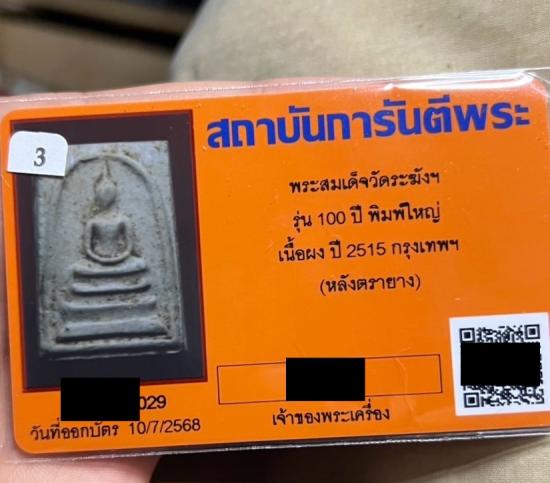 สถาบันการันตีพระ
3
พระสมเด็จวัดระฆังฯ
รุ่น 100 ปี พิมพ์ใหญ่
เนื้อผง ปี 2515 กรุงเทพฯ
(หลังตรายาง)
029
วันที่ออกบัตร 10/7/2568
เจ้าของพระเครื่อง